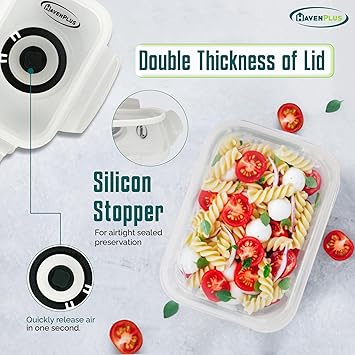 HAVENPLUS
HAVENPLUS
Double Thickness of Lid
Silicon
Stopper
For airtight sealed
preservation
Quickly release air
in one second.